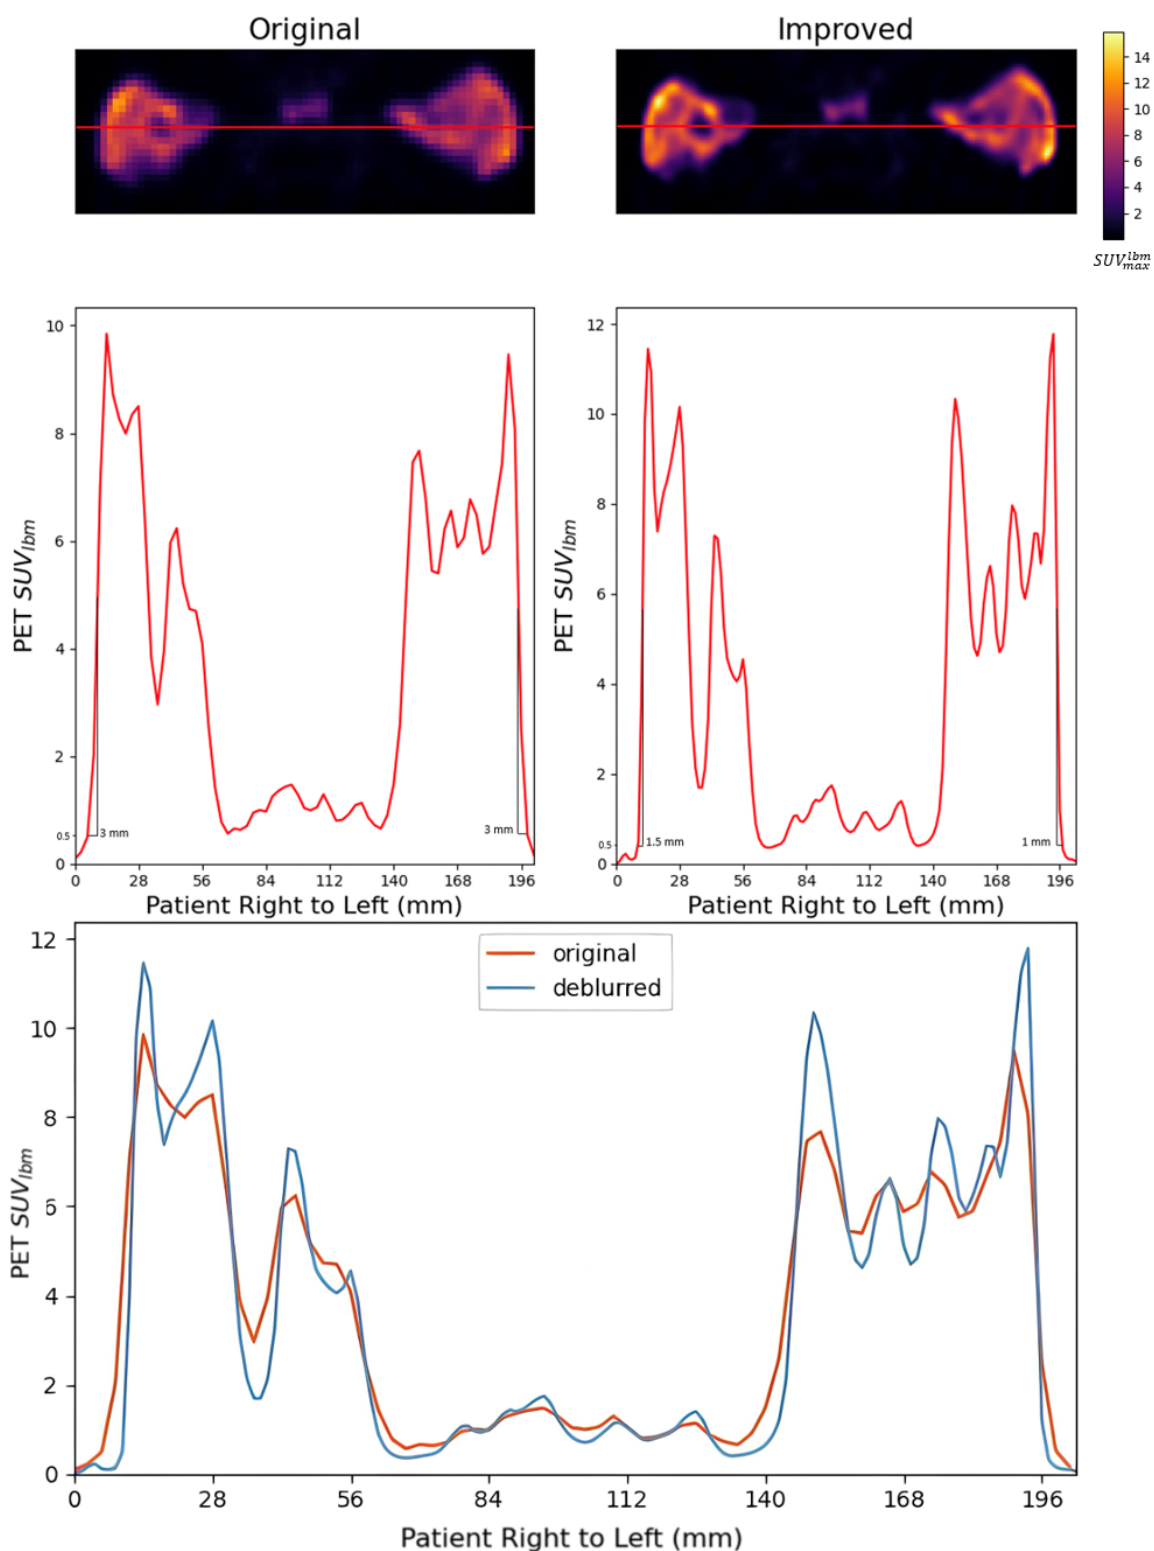 Original
Improved
14
12
10
8
6
4
2
SUV_max^lbm
10
8
6
4
2
0.5
0
3 mm
3 mm
0 28 56 84 112 140 168 196
PET SUV_lbm
Patient Right to Left (mm)
12
10
8
6
4
2
0.5
0
1.5 mm
1 mm
0 28 56 84 112 140 168 196
PET SUV_lbm
Patient Right to Left (mm)
12
10
8
6
4
2
0
original
deblurred
PET SUV_lbm
0 28 56 84 112 140 168 196
Patient Right to Left (mm)